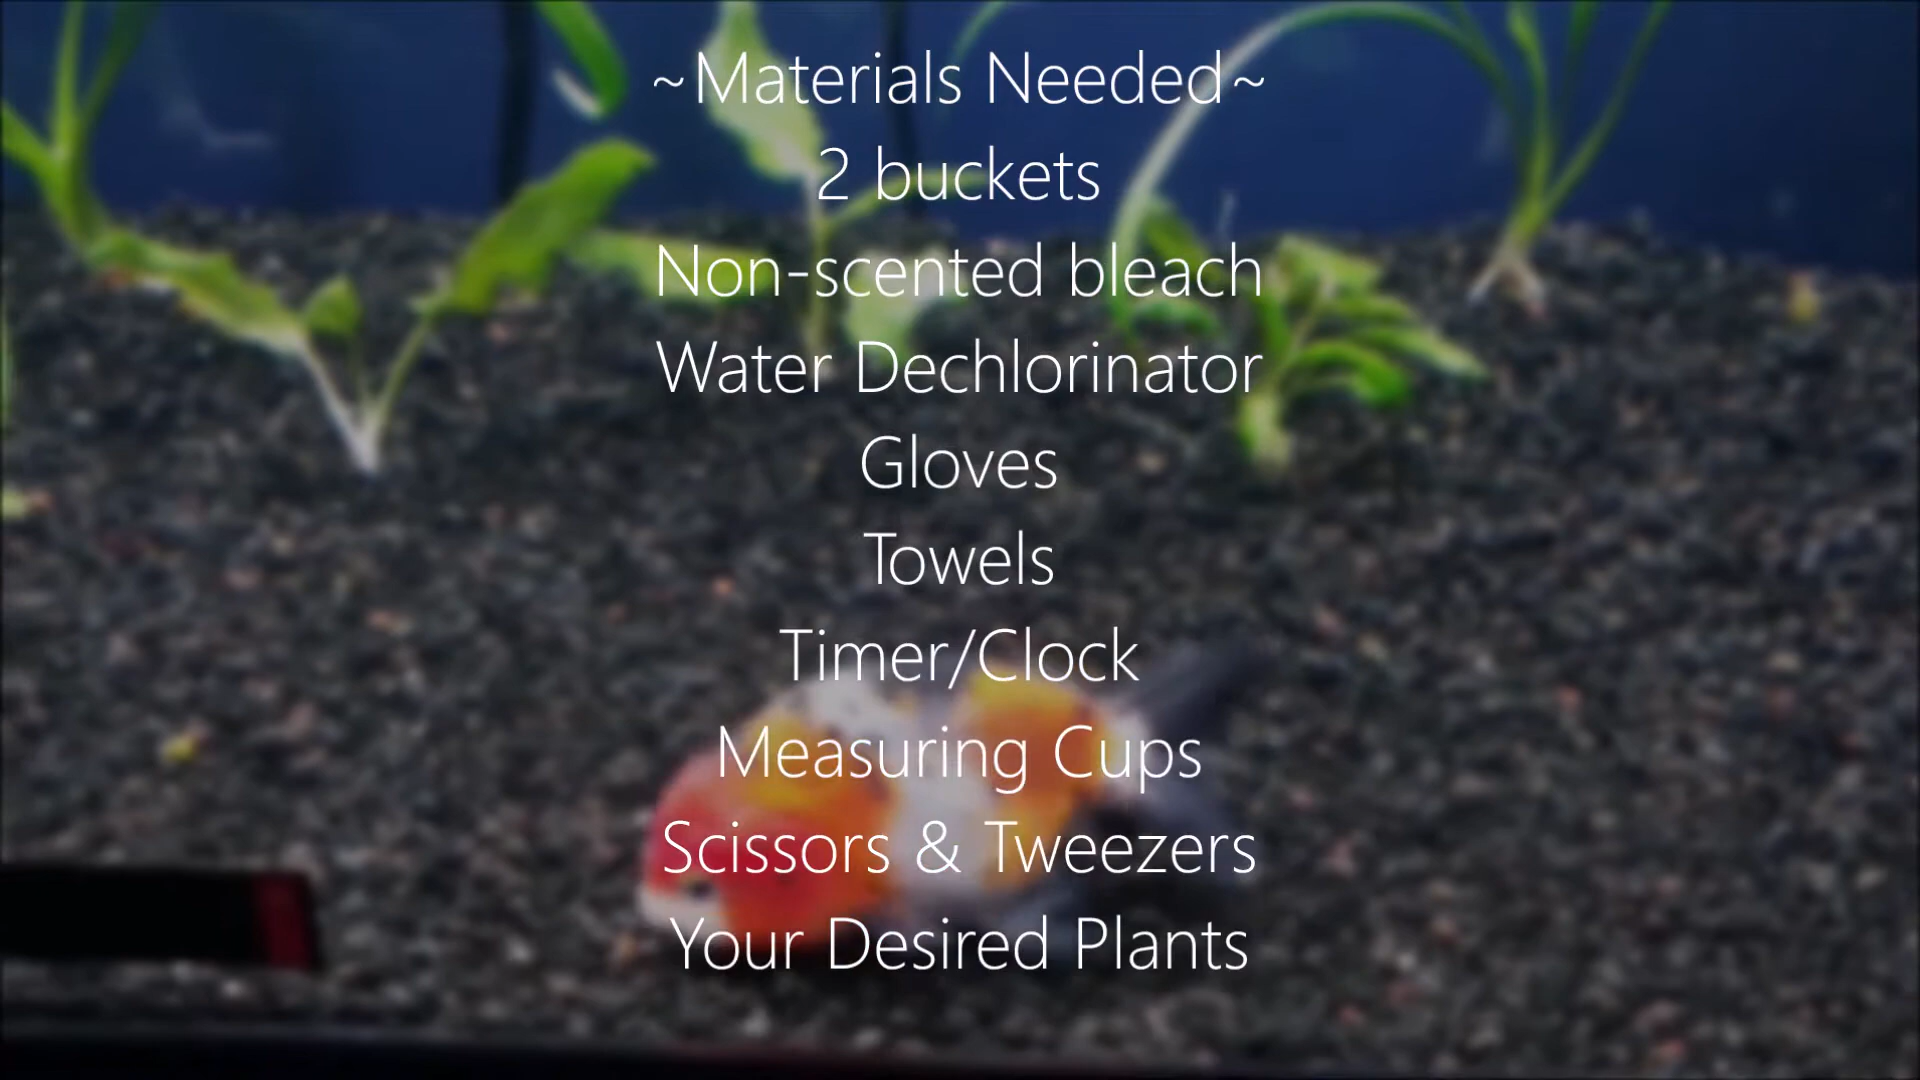 ~Materials Needed~
2 buckets
Non-scented bleach
Water Dechlorinator
Gloves
Towels
Timer/Clock
Measuring Cups
Scissors & Tweezers
Your Desired Plants